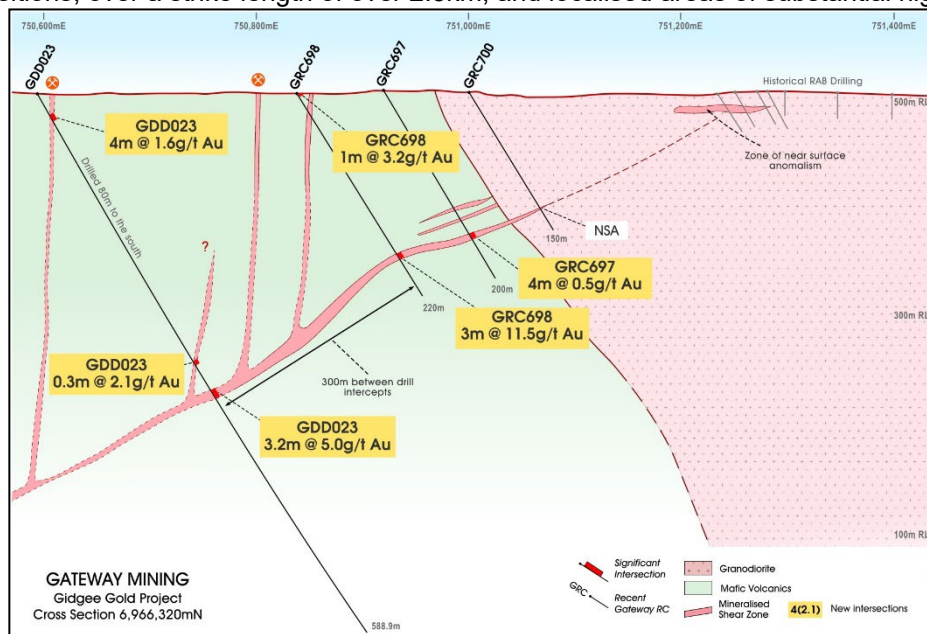 750,600mE 750,800mE 751,000mE 751,200mE 751,400mE
GDD023
GRC698
GRC697
GRC700
Historical RAB Drilling
500m RL
GDD023
4m @ 1.6g/t Au
GRC698
1m @ 3.2g/t Au
Zone of near surface
anomalism
Drilled 80m to the south
?
NSA
150m
GRC697
4m @ 0.5g/t Au
200m
220m
GRC698
3m @ 11.5g/t Au
300m RL
GDD023
0.3m @ 2.1g/t Au
300m between drill
intercepts
GDD023
3.2m @ 5.0g/t Au
100m RL
GATEWAY MINING
Gidgee Gold Project
Cross Section 6,966,320mN
588.9m
Significant
Intersection
GRC
Recent
Gateway RC
Granodiorite
Mafic Volcanics
Mineralised
Shear Zone
4(2.1) New intersections